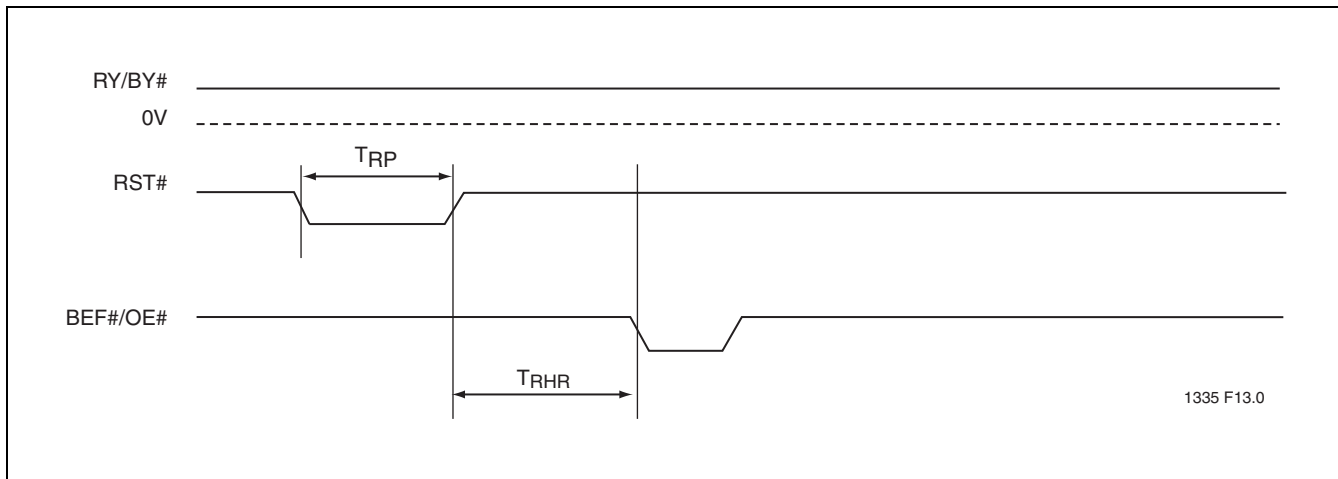 RY/BY#
0V
TRP
RST#
BEF#/OE#
TRHR
1335 F13.0